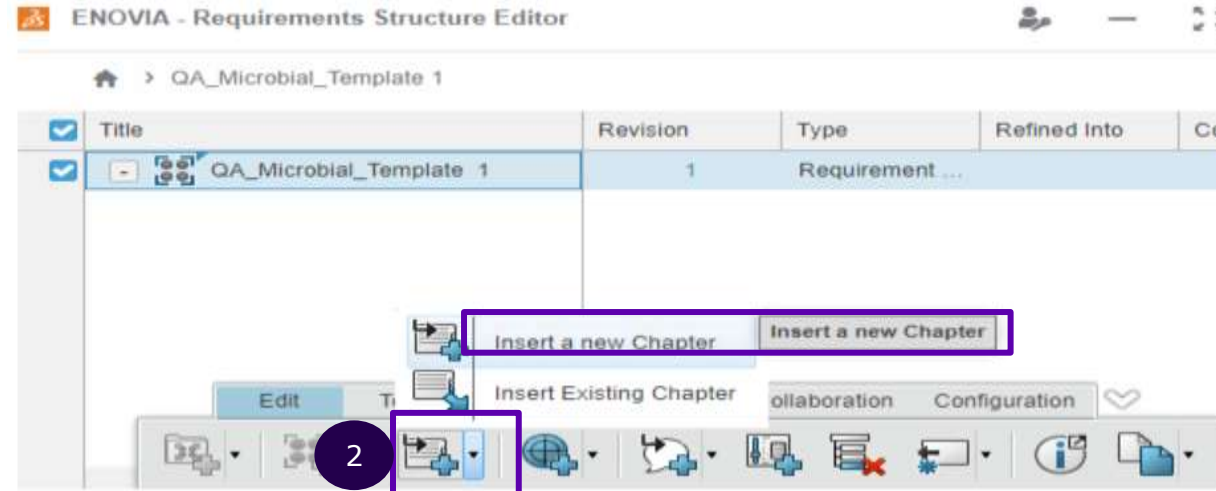 ENOVIA - Requirements Structure Editor
QA_Microbial_Template 1
Title Revision Type Refined Into
QA_Microbial_Template 1 1 Requirement ...
Insert a new Chapter Insert a new Chapter
Insert Existing Chapter
Edit ollaboration Configuration
2